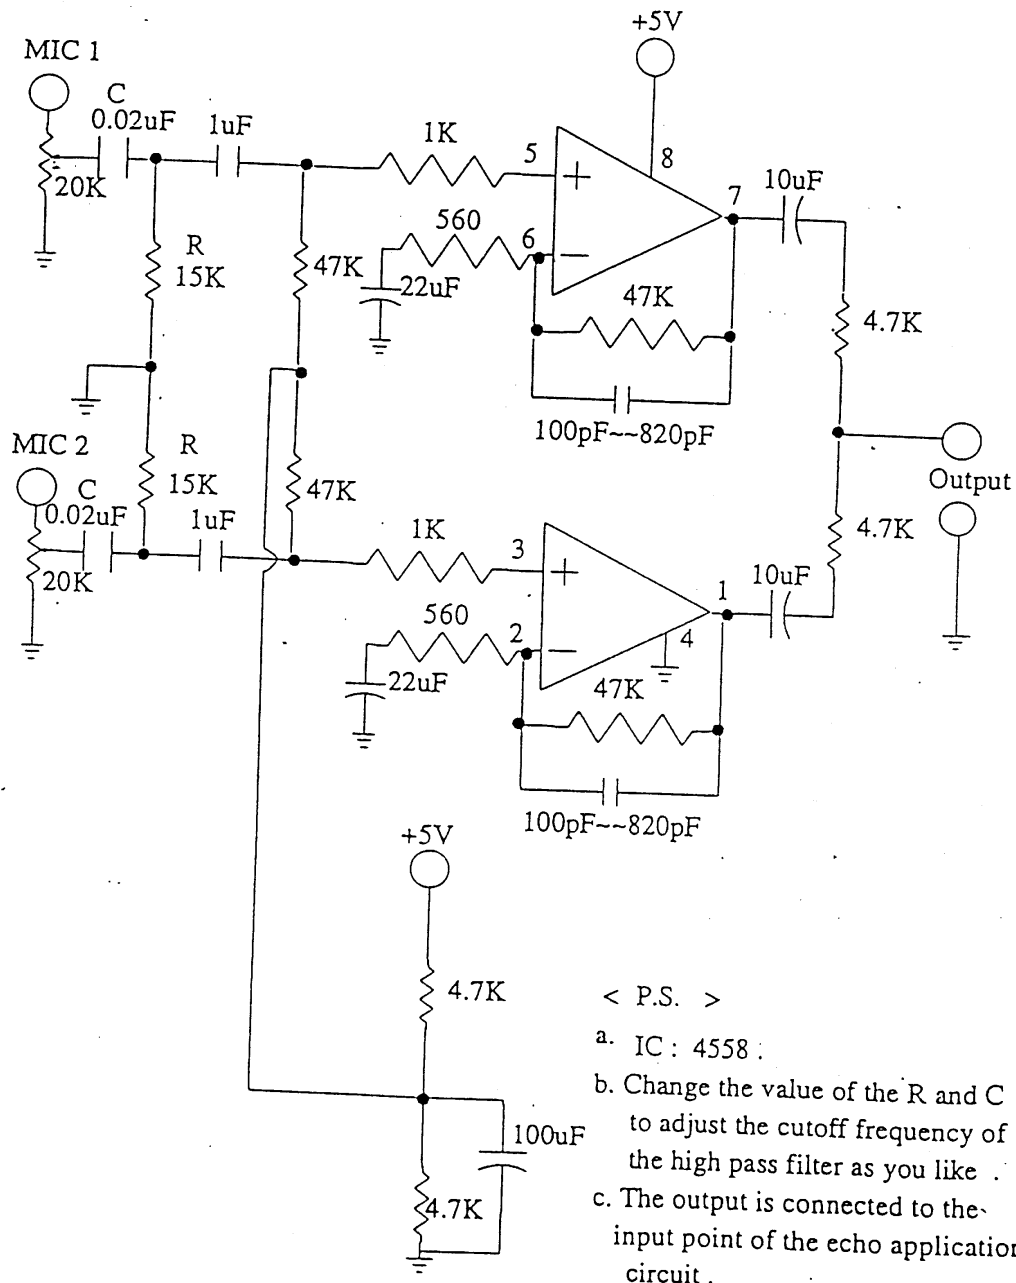 +5V
MIC 1
C
0.02uF
1uF
1K
5
8
7
10uF
20K
560
6
R
15K
47K
22uF
47K
4.7K
100pF~~820pF
MIC 2
R
15K
47K
Output
C
0.02uF
1uF
1K
3
4.7K
20K
10uF
1
560
2
4
22uF
47K
100pF~~820pF
+5V
4.7K
< P.S. >
a. IC : 4558 .
b. Change the value of the R and C
to adjust the cutoff frequency of
100uF
the high pass filter as you like .
4.7K
c. The output is connected to the
input point of the echo application
circuit .